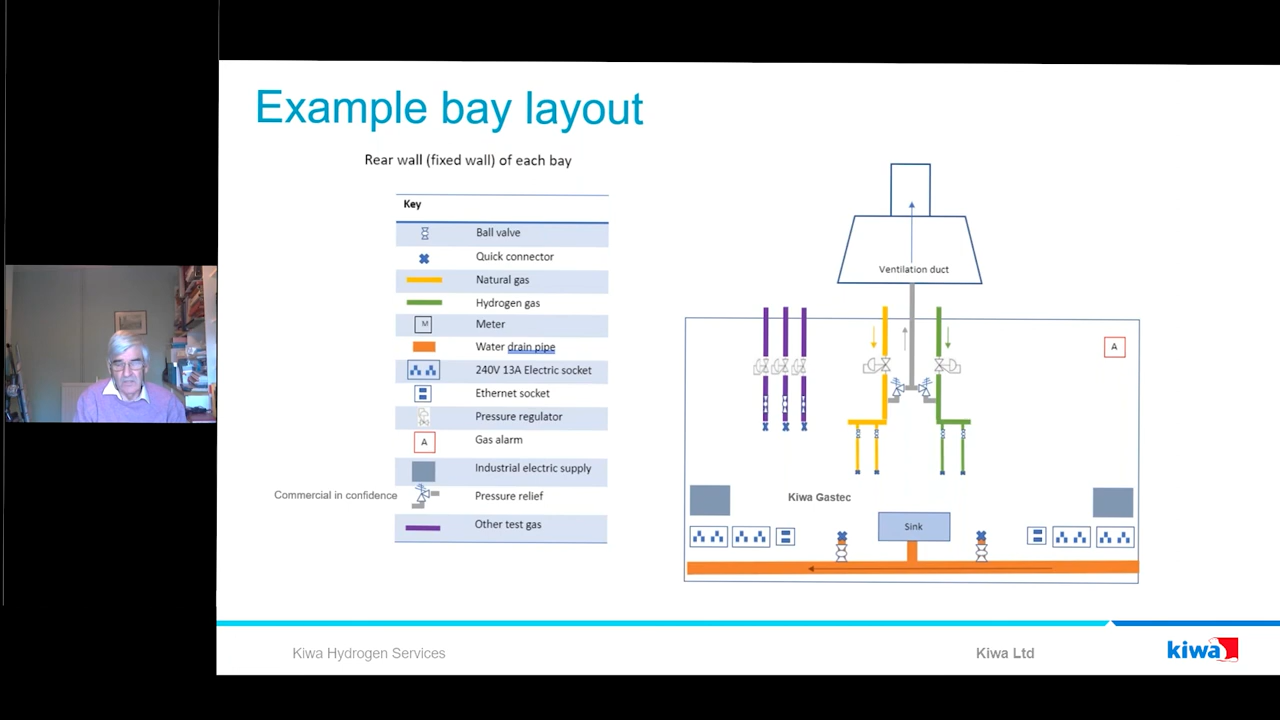 Example bay layout
Rear wall (fixed wall) of each bay
Key
Ball valve
Quick connector
Natural gas
Hydrogen gas
M Meter
Water drain pipe
240V 13A Electric socket
Ethernet socket
Pressure regulator
A Gas alarm
Industrial electric supply
Commercial in confidence
Pressure relief
Other test gas
Ventilation duct
A
Kiwa Gastec
Sink
Kiwa Hydrogen Services
Kiwa Ltd
kiwa